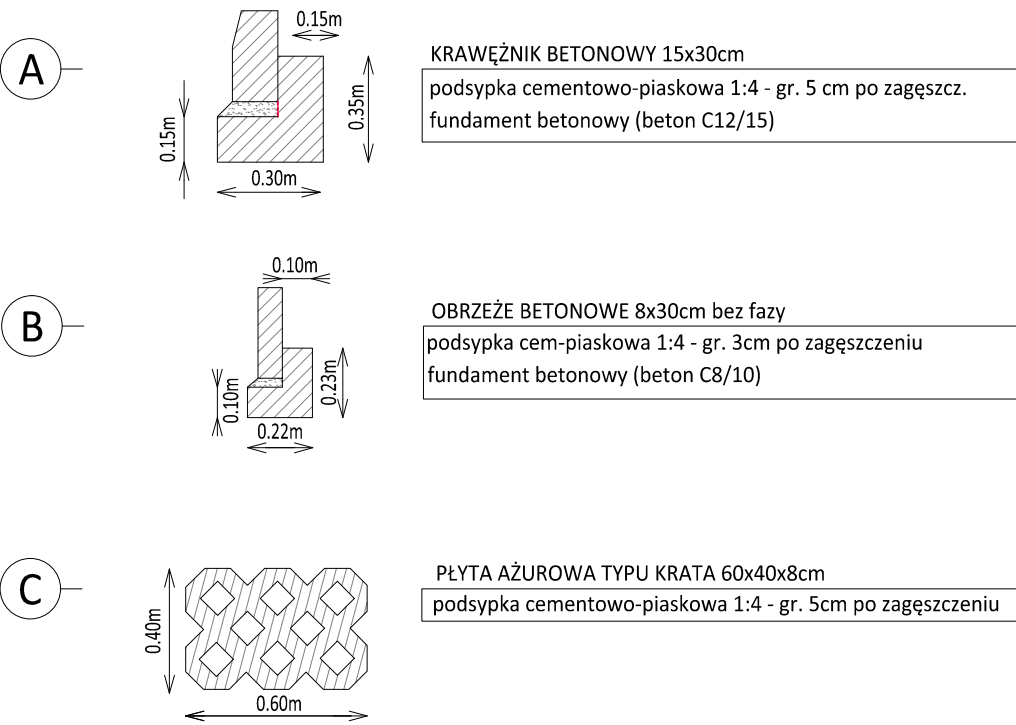 A
0.15m
0.15m
0.35m
0.30m
KRAWĘŻNIK BETONOWY 15x30cm
podsypka cementowo-piaskowa 1:4 - gr. 5 cm po zagęszcz.
fundament betonowy (beton C12/15)
B
0.10m
0.10m
0.23m
0.22m
OBRZEŻE BETONOWE 8x30cm bez fazy
podsypka cem-piaskowa 1:4 - gr. 3cm po zagęszczeniu
fundament betonowy (beton C8/10)
C
0.40m
0.60m
PŁYTA AŻUROWA TYPU KRATA 60x40x8cm
podsypka cementowo-piaskowa 1:4 - gr. 5cm po zagęszczeniu